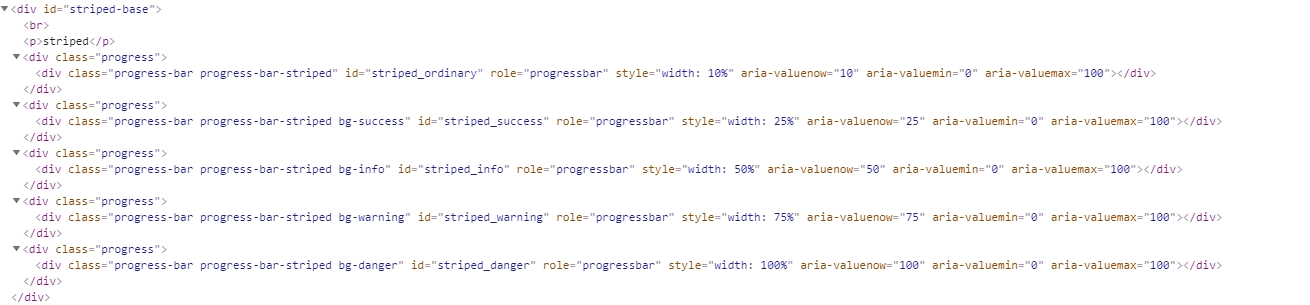 <div id="striped-base">
<br>
<p>striped</p>
<div class="progress">
<div class="progress-bar progress-bar-striped" id="striped_ordinary" role="progressbar" style="width: 10%" aria-valuenow="10" aria-valuemin="0" aria-valuemax="100"></div>
</div>
<div class="progress">
<div class="progress-bar progress-bar-striped bg-success" id="striped_success" role="progressbar" style="width: 25%" aria-valuenow="25" aria-valuemin="0" aria-valuemax="100"></div>
</div>
<div class="progress">
<div class="progress-bar progress-bar-striped bg-info" id="striped_info" role="progressbar" style="width: 50%" aria-valuenow="50" aria-valuemin="0" aria-valuemax="100"></div>
</div>
<div class="progress">
<div class="progress-bar progress-bar-striped bg-warning" id="striped_warning" role="progressbar" style="width: 75%" aria-valuenow="75" aria-valuemin="0" aria-valuemax="100"></div>
</div>
<div class="progress">
<div class="progress-bar progress-bar-striped bg-danger" id="striped_danger" role="progressbar" style="width: 100%" aria-valuenow="100" aria-valuemin="0" aria-valuemax="100"></div>
</div>
</div>